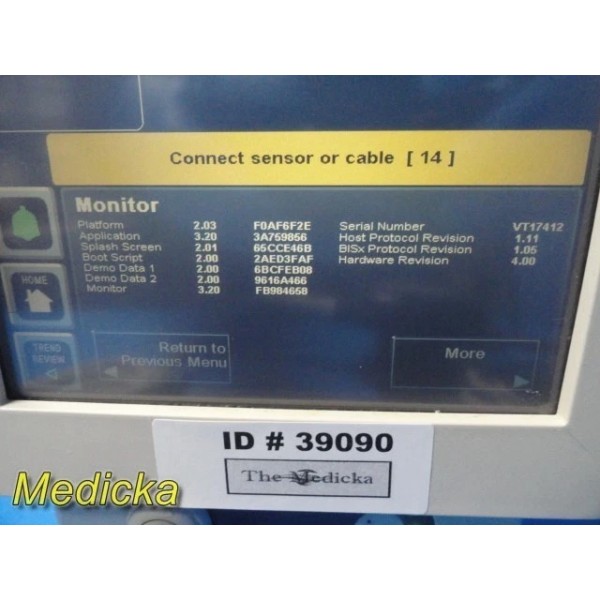 Connect sensor or cable [ 14 ]
Monitor
Platform 2.03 F0AF6F2E Serial Number VT17412
Application 3.20 3A759856 Host Protocol Revision 1.11
Splash Screen 2.01 65CCE46B BISx Protocol Revision 1.05
Boot Script 2.00 2AED3FAF Hardware Revision 4.00
Demo Data 1 2.00 6BCFEB08
Demo Data 2 2.00 9616A466
Monitor 3.20 FB984658
HOME
TREND
REVIEW
Return to
Previous Menu
More
ID # 39090
The Medicka
Medicka